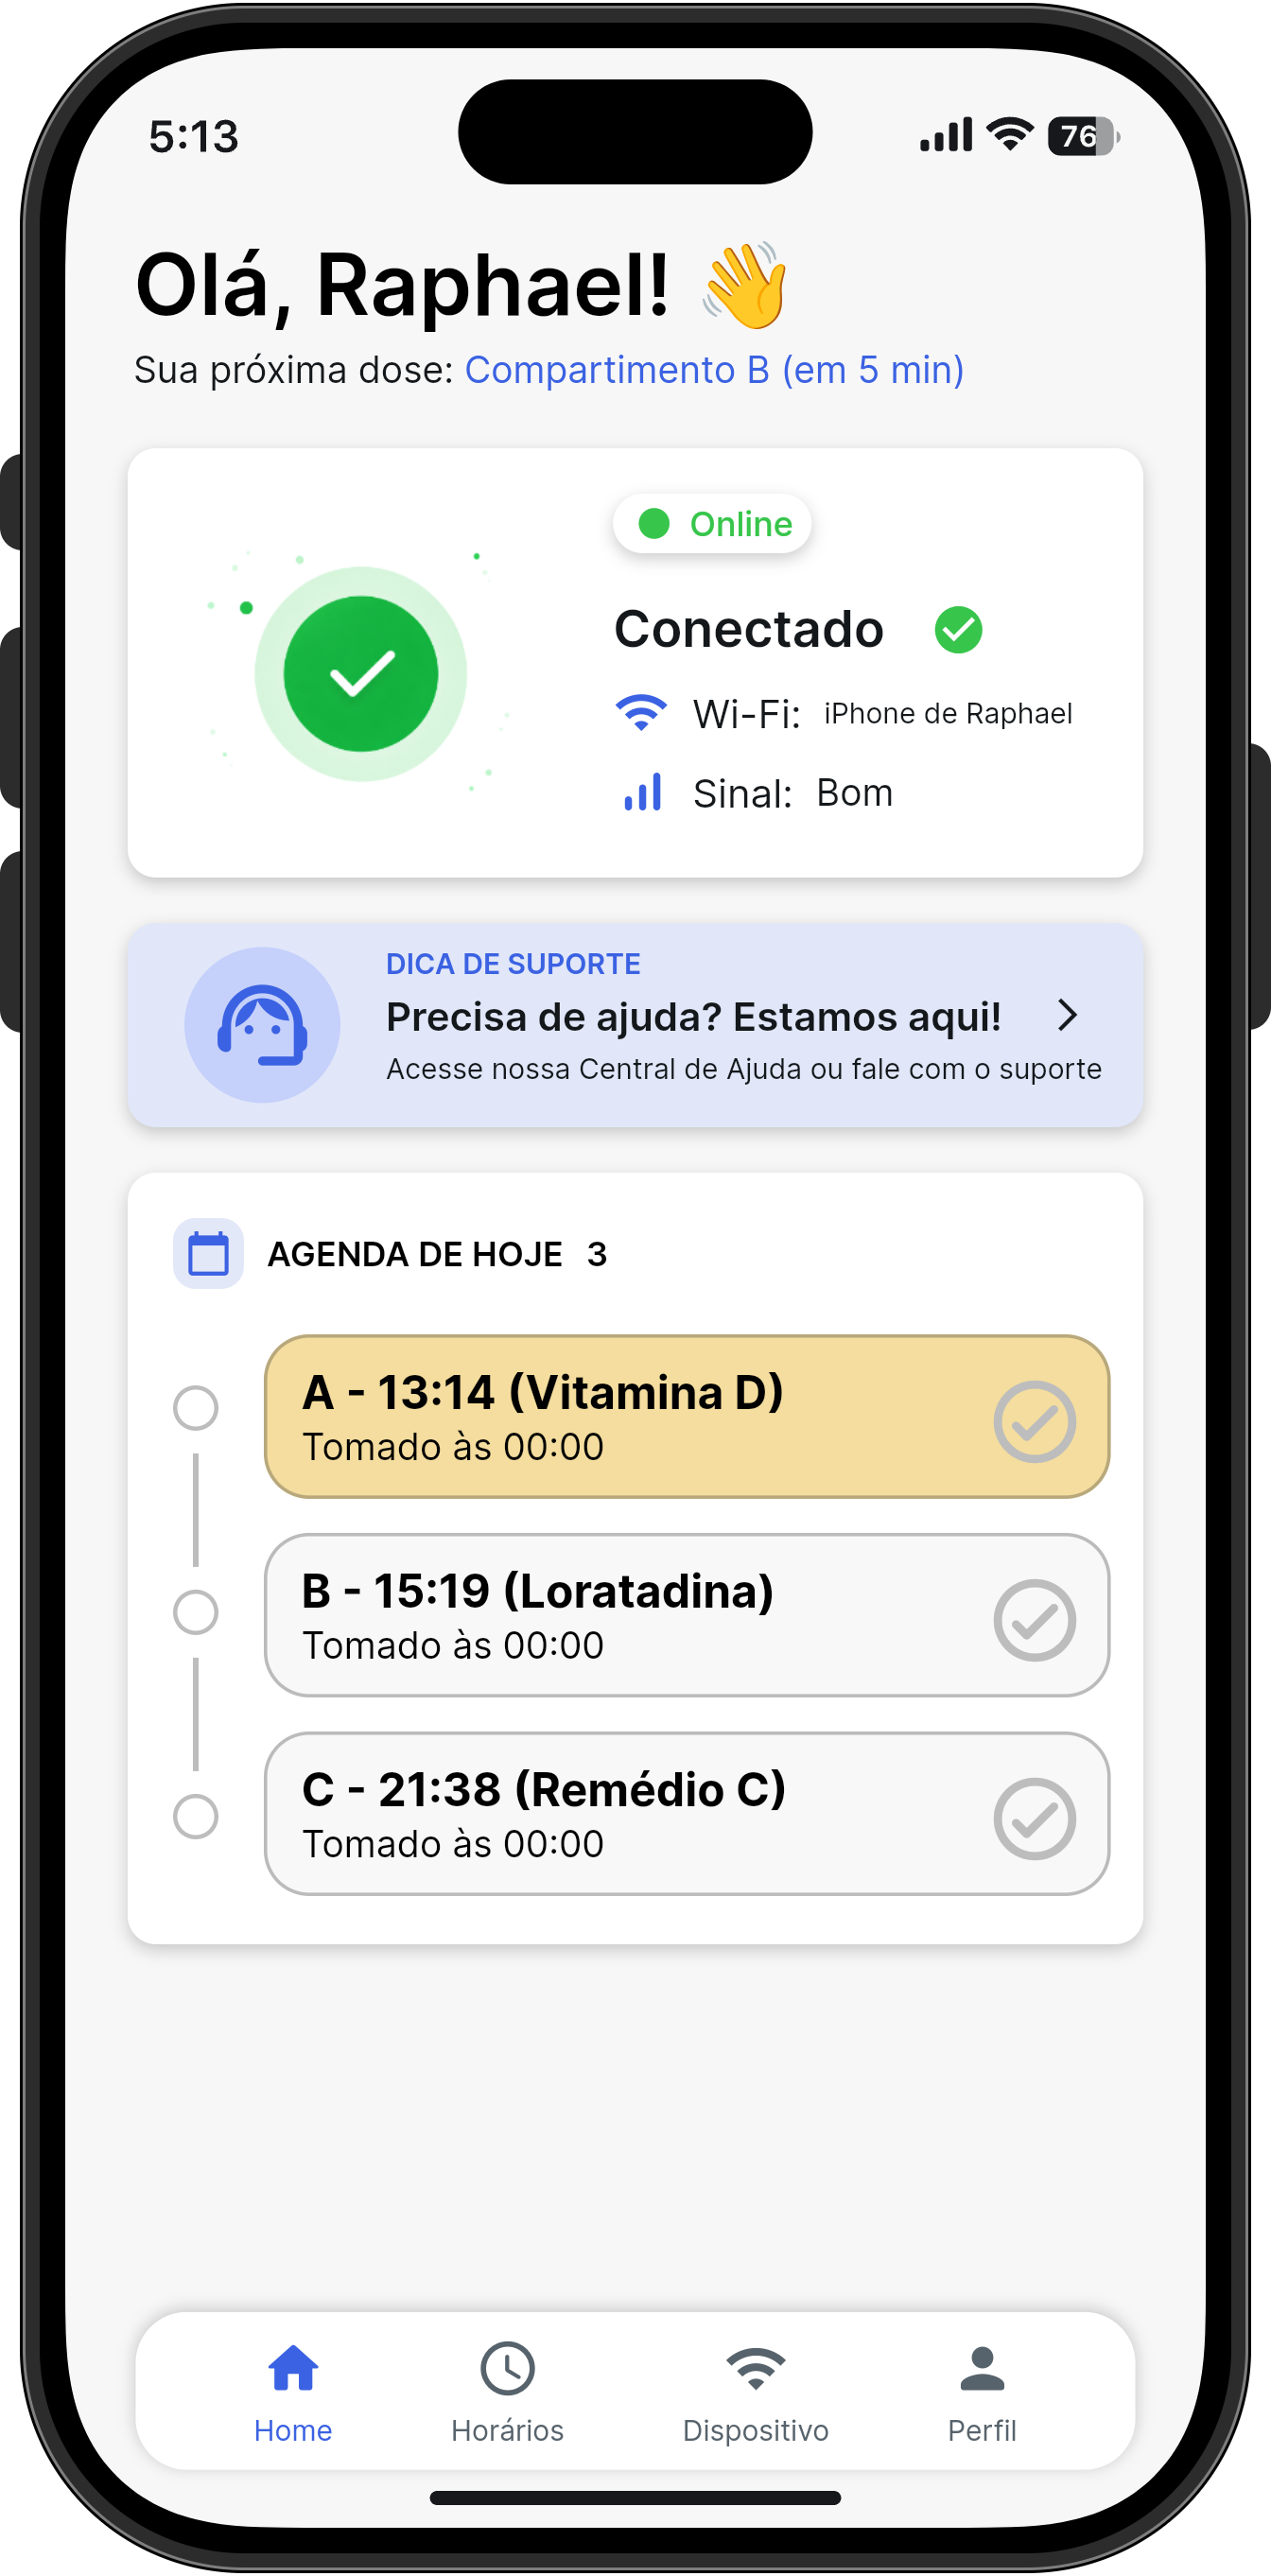 5:13
76
Olá, Raphael! 👋
Sua próxima dose: Compartimento B (em 5 min)
Online
Conectado
Wi-Fi: iPhone de Raphael
Sinal: Bom
DICA DE SUPORTE
Precisa de ajuda? Estamos aqui!
Acesse nossa Central de Ajuda ou fale com o suporte
AGENDA DE HOJE 3
A - 13:14 (Vitamina D)
Tomado às 00:00
B - 15:19 (Loratadina)
Tomado às 00:00
C - 21:38 (Remédio C)
Tomado às 00:00
Home Horários Dispositivo Perfil